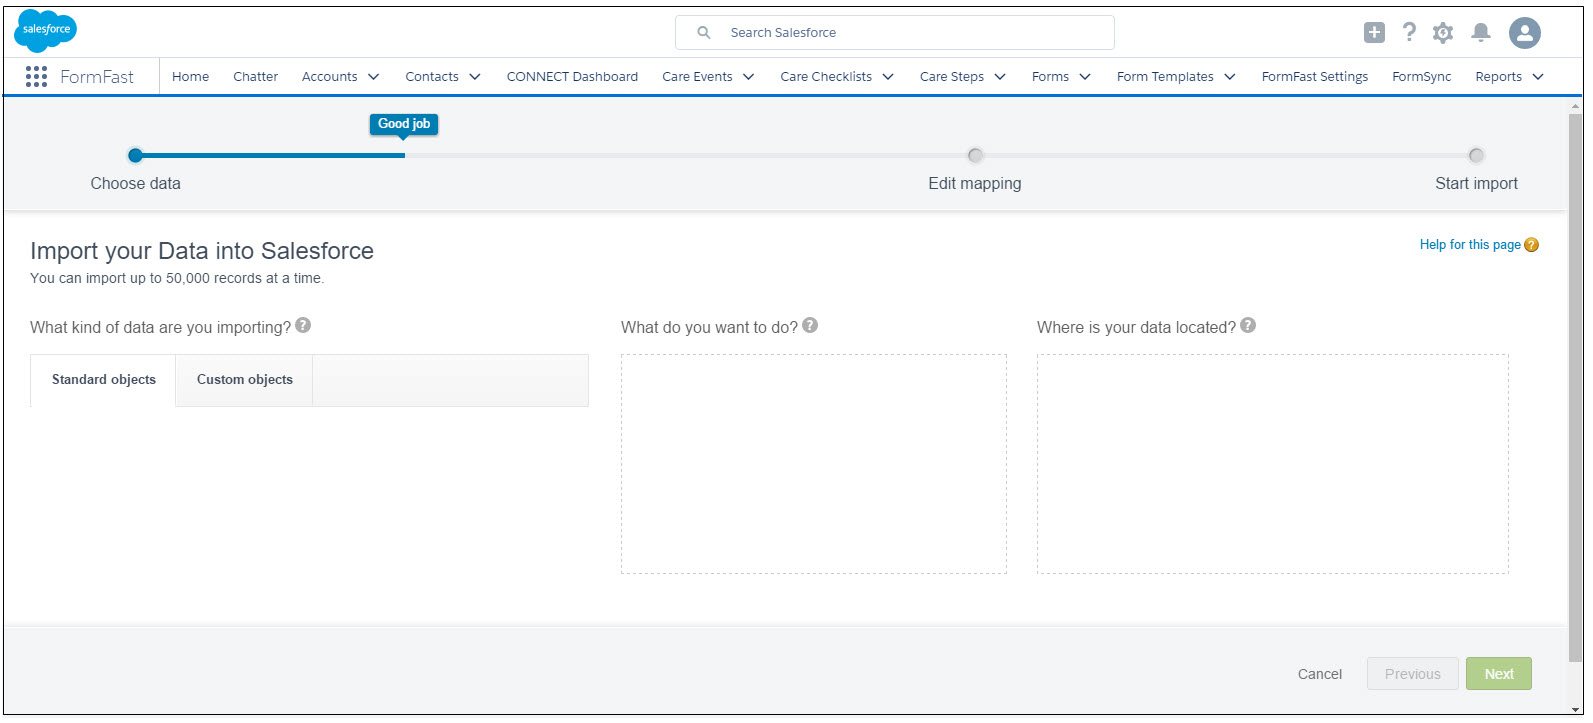 salesforce
Search Salesforce
FormFast Home Chatter Accounts Contacts CONNECT Dashboard Care Events Care Checklists Care Steps Forms Form Templates FormFast Settings FormSync Reports
Good job
Choose data Edit mapping Start import
Import your Data into Salesforce
Help for this page ?
You can import up to 50,000 records at a time.
What kind of data are you importing? ? What do you want to do? ? Where is your data located? ?
Standard objects Custom objects
Cancel Previous Next